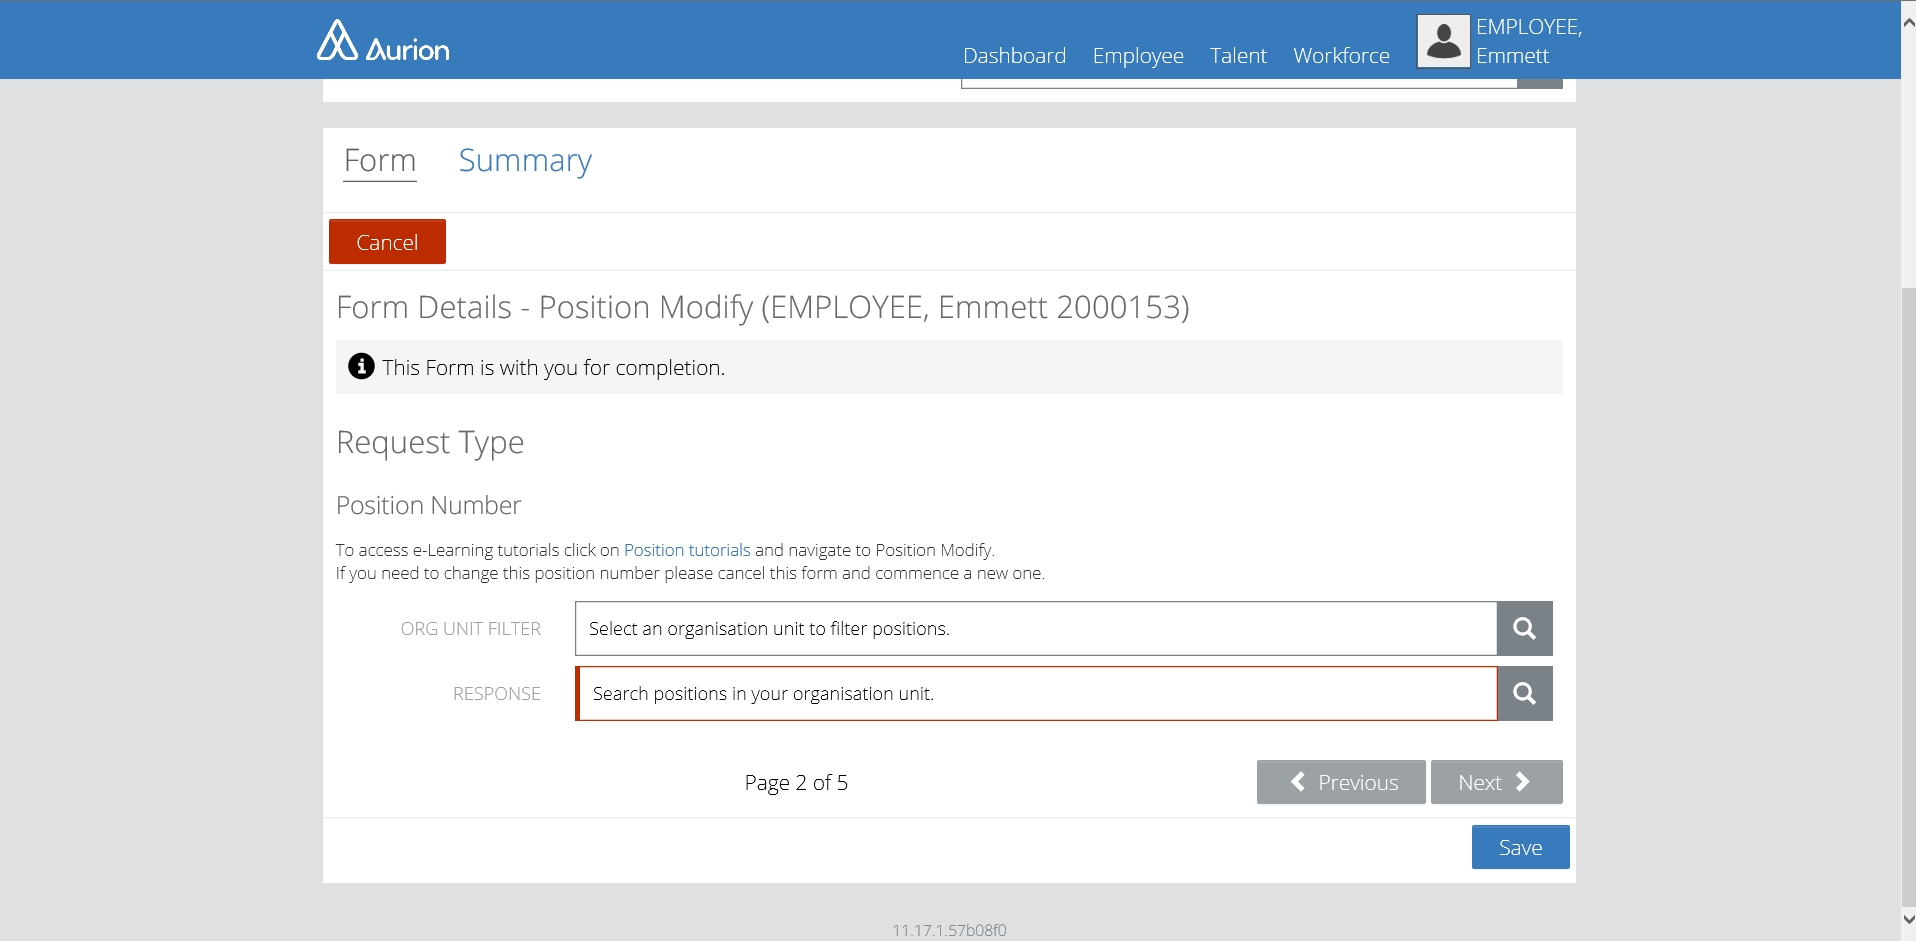 Aurion
Dashboard Employee Talent Workforce
EMPLOYEE,
Emmett
Form Summary
Cancel
Form Details - Position Modify (EMPLOYEE, Emmett 2000153)
This Form is with you for completion.
Request Type
Position Number
To access e-Learning tutorials click on Position tutorials and navigate to Position Modify.
If you need to change this position number please cancel this form and commence a new one.
ORG UNIT FILTER Select an organisation unit to filter positions.
RESPONSE Search positions in your organisation unit.
Page 2 of 5 Previous Next
Save
11.17.1.57b08f0